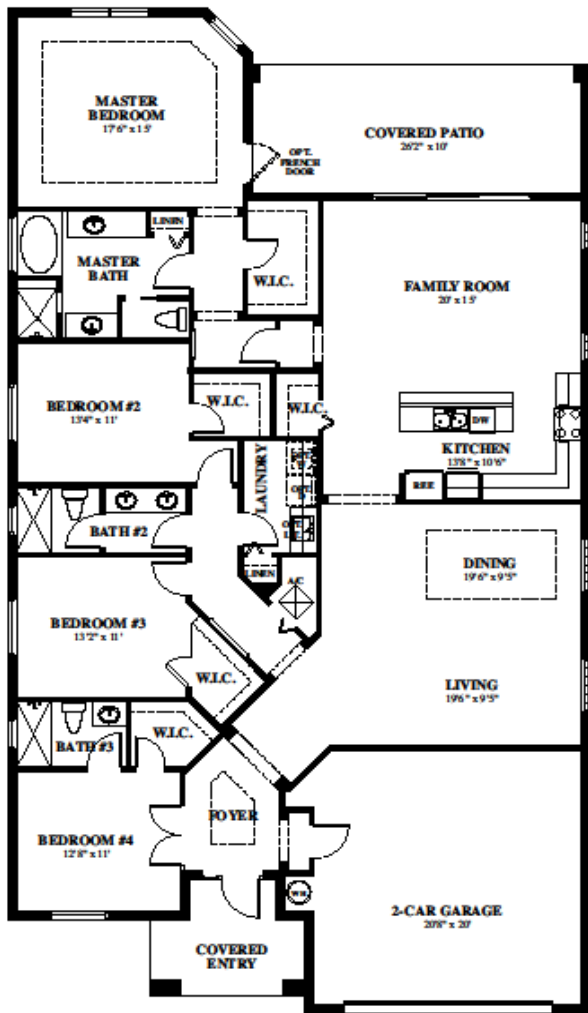 MASTER
BEDROOM
17'6" x 15'
COVERED PATIO
26'2" x 10'
OPT.
FRENCH
DOOR
LINEN
MASTER
BATH
W.I.C.
FAMILY ROOM
20' x 15'
BEDROOM #2
13'4" x 11'
W.I.C.
W.I.C.
D/W
KITCHEN
13'8" x 10'6"
REF.
LAUNDRY
OPT.
OPT.
BATH #2
LINEN
A/C
DINING
19'6" x 9'5"
BEDROOM #3
13'2" x 11'
W.I.C.
LIVING
19'6" x 9'5"
BATH #3
W.I.C.
FOYER
BEDROOM #4
12'8" x 11'
WH
2-CAR GARAGE
20'8" x 20'
COVERED
ENTRY